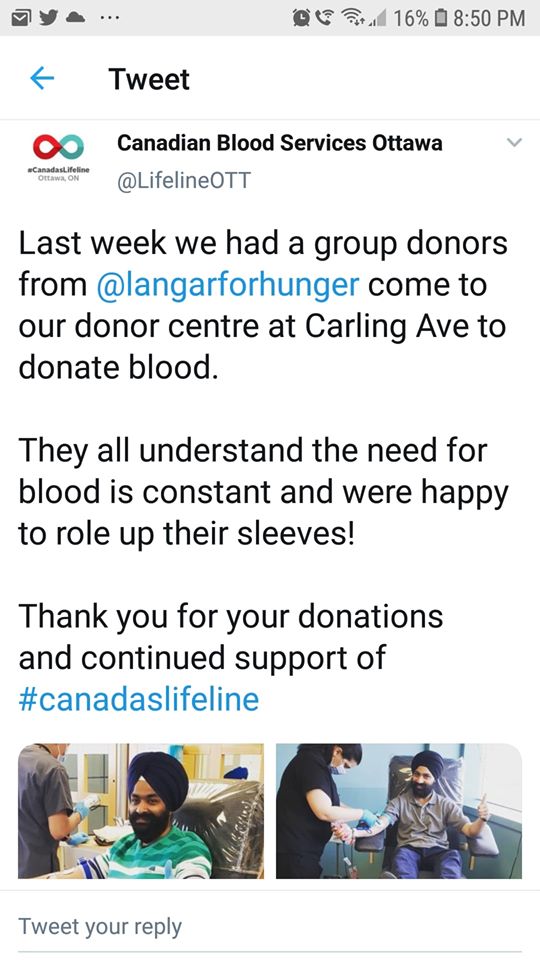 16% 8:50 PM
Tweet
Canadian Blood Services Ottawa
@LifelineOTT
#CanadasLifeline
Ottawa, ON
Last week we had a group donors
from @langarforhunger come to
our donor centre at Carling Ave to
donate blood.
They all understand the need for
blood is constant and were happy
to role up their sleeves!
Thank you for your donations
and continued support of
#canadaslifeline
Tweet your reply